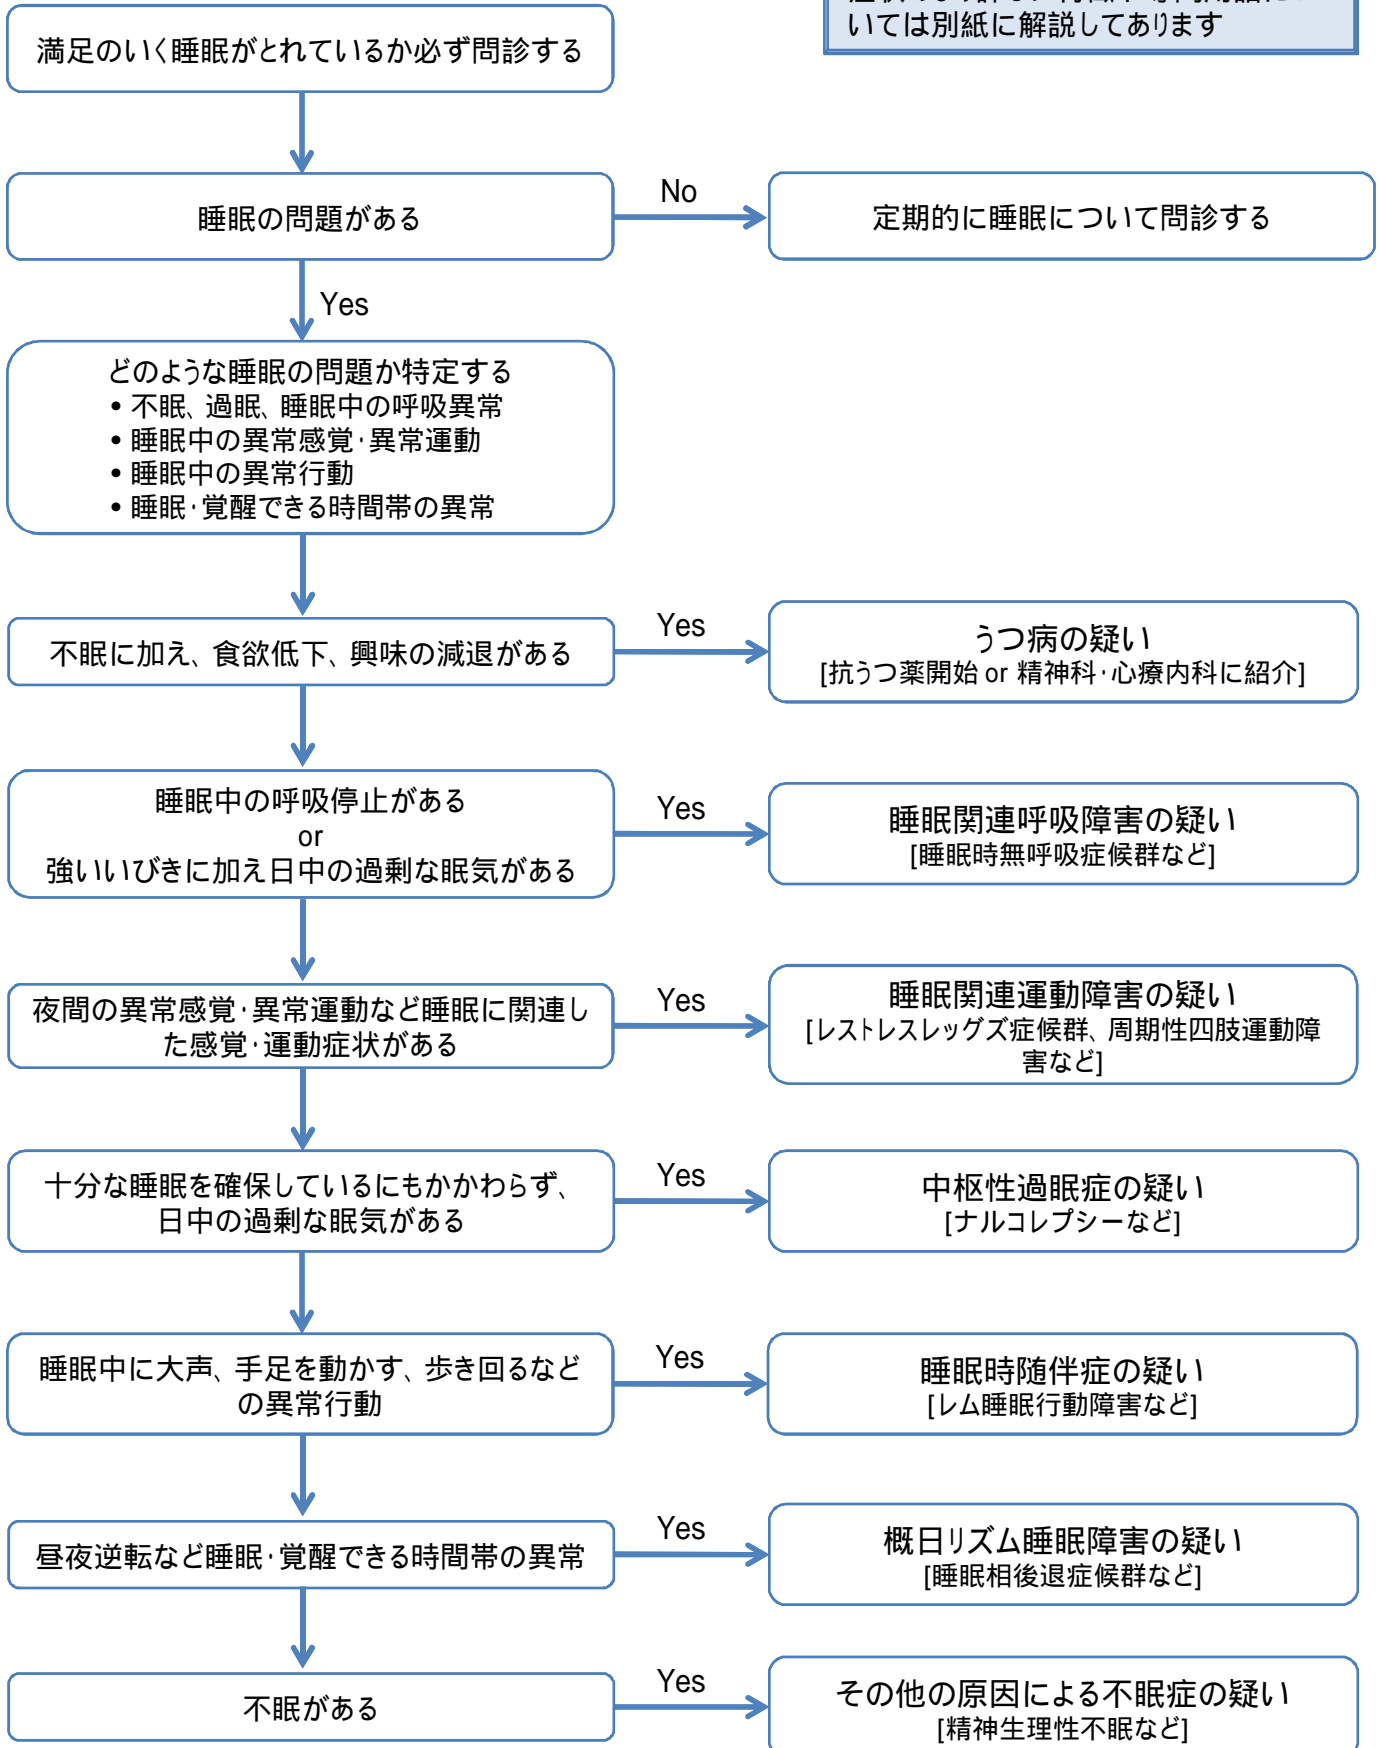 いては別紙に解説してあります
満足のいく睡眠がとれているか必ず問診する
睡眠の問題がある
No
定期的に睡眠について問診する
Yes
どのような睡眠の問題か特定する
• 不眠、過眠、睡眠中の呼吸異常
• 睡眠中の異常感覚・異常運動
• 睡眠中の異常行動
• 睡眠・覚醒できる時間帯の異常
不眠に加え、食欲低下、興味の減退がある
Yes
うつ病の疑い
[抗うつ薬開始 or 精神科・心療内科に紹介]
睡眠中の呼吸停止がある
or
強いいびきに加え日中の過剰な眠気がある
Yes
睡眠関連呼吸障害の疑い
[睡眠時無呼吸症候群など]
夜間の異常感覚・異常運動など睡眠に関連し
た感覚・運動症状がある
Yes
睡眠関連運動障害の疑い
[レストレスレッグズ症候群、周期性四肢運動障
害など]
十分な睡眠を確保しているにもかかわらず、
日中の過剰な眠気がある
Yes
中枢性過眠症の疑い
[ナルコレプシーなど]
睡眠中に大声、手足を動かす、歩き回るなど
の異常行動
Yes
睡眠時随伴症の疑い
[レム睡眠行動障害など]
昼夜逆転など睡眠・覚醒できる時間帯の異常
Yes
概日リズム睡眠障害の疑い
[睡眠相後退症候群など]
不眠がある
Yes
その他の原因による不眠症の疑い
[精神生理性不眠など]